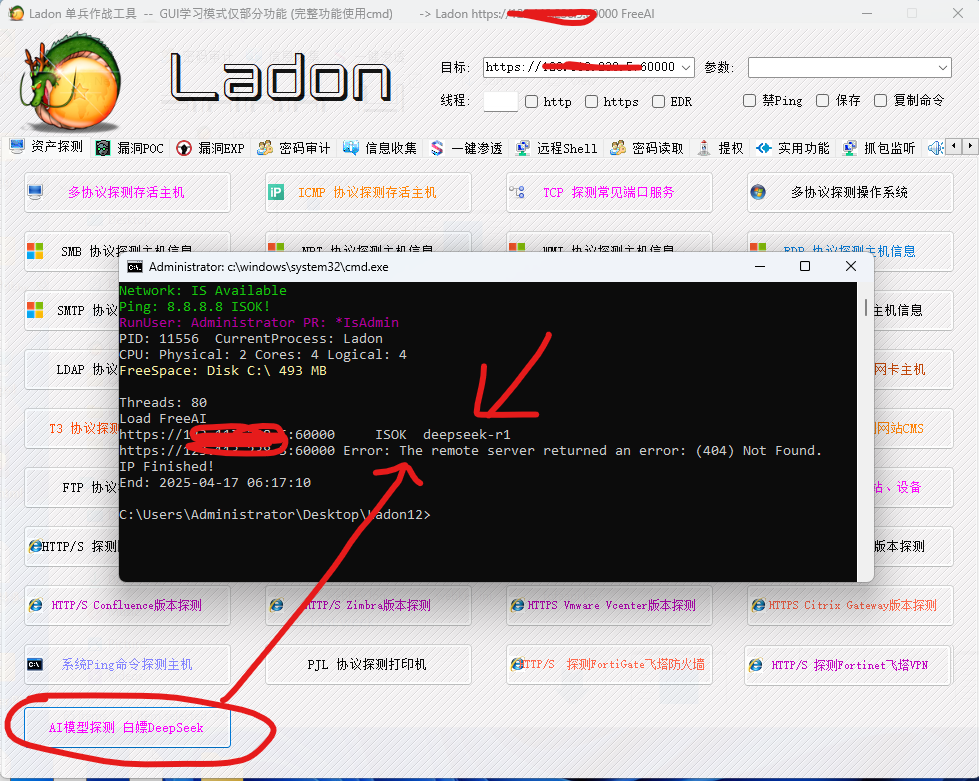 Ladon 单兵作战工具 -- GUI学习模式仅部分功能 (完整功能使用cmd) -> Ladon https:// 0000 FreeAI
Ladon
目标: https:// 60000 参数:
线程: http https EDR 禁Ping 保存 复制命令
资产探测 漏洞POC 漏洞EXP 密码审计 信息收集 一键渗透 远程Shell 密码读取 提权 实用功能 抓包监听
多协议探测存活主机 ICMP 协议探测存活主机 TCP 探测常见端口服务 多协议探测操作系统
SMB 协议探测主机信息 NBT 协议探测主机信息 WMI 协议探测主机信息 RDP 协议探测主机信息
Administrator: c:\windows\system32\cmd.exe
Network: IS Available
Ping: 8.8.8.8 ISOK!
RunUser: Administrator PR: *IsAdmin
PID: 11556 CurrentProcess: Ladon
CPU: Physical: 2 Cores: 4 Logical: 4
FreeSpace: Disk C:\ 493 MB
Threads: 80
Load FreeAI
https:// :60000 ISOK deepseek-r1
https:// :60000 Error: The remote server returned an error: (404) Not Found.
IP Finished!
End: 2025-04-17 06:17:10
C:\Users\Administrator\Desktop\Ladon12>
SMTP 协议 主机信息
LDAP 协议 网卡主机
T3 协议探测 网站CMS
FTP 协议 站、设备
HTTP/S 探测 版本探测
HTTP/S Confluence版本探测 HTTP/S Zimbra版本探测 HTTPS Vmware Vcenter版本探测 HTTPS Citrix Gateway版本探测
系统Ping命令探测主机 PJL 协议探测打印机 HTTP/S 探测FortiGate飞塔防火墙 HTTP/S 探测Fortinet飞塔VPN
AI模型探测 白嫖DeepSeek